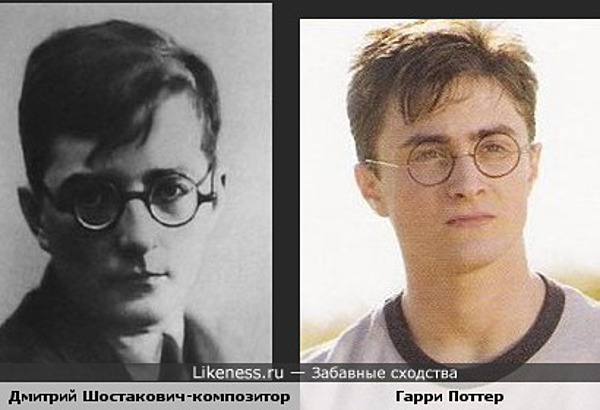 Likeness.ru — Забавные сходства
Дмитрий Шостакович-композитор
Гарри Поттер